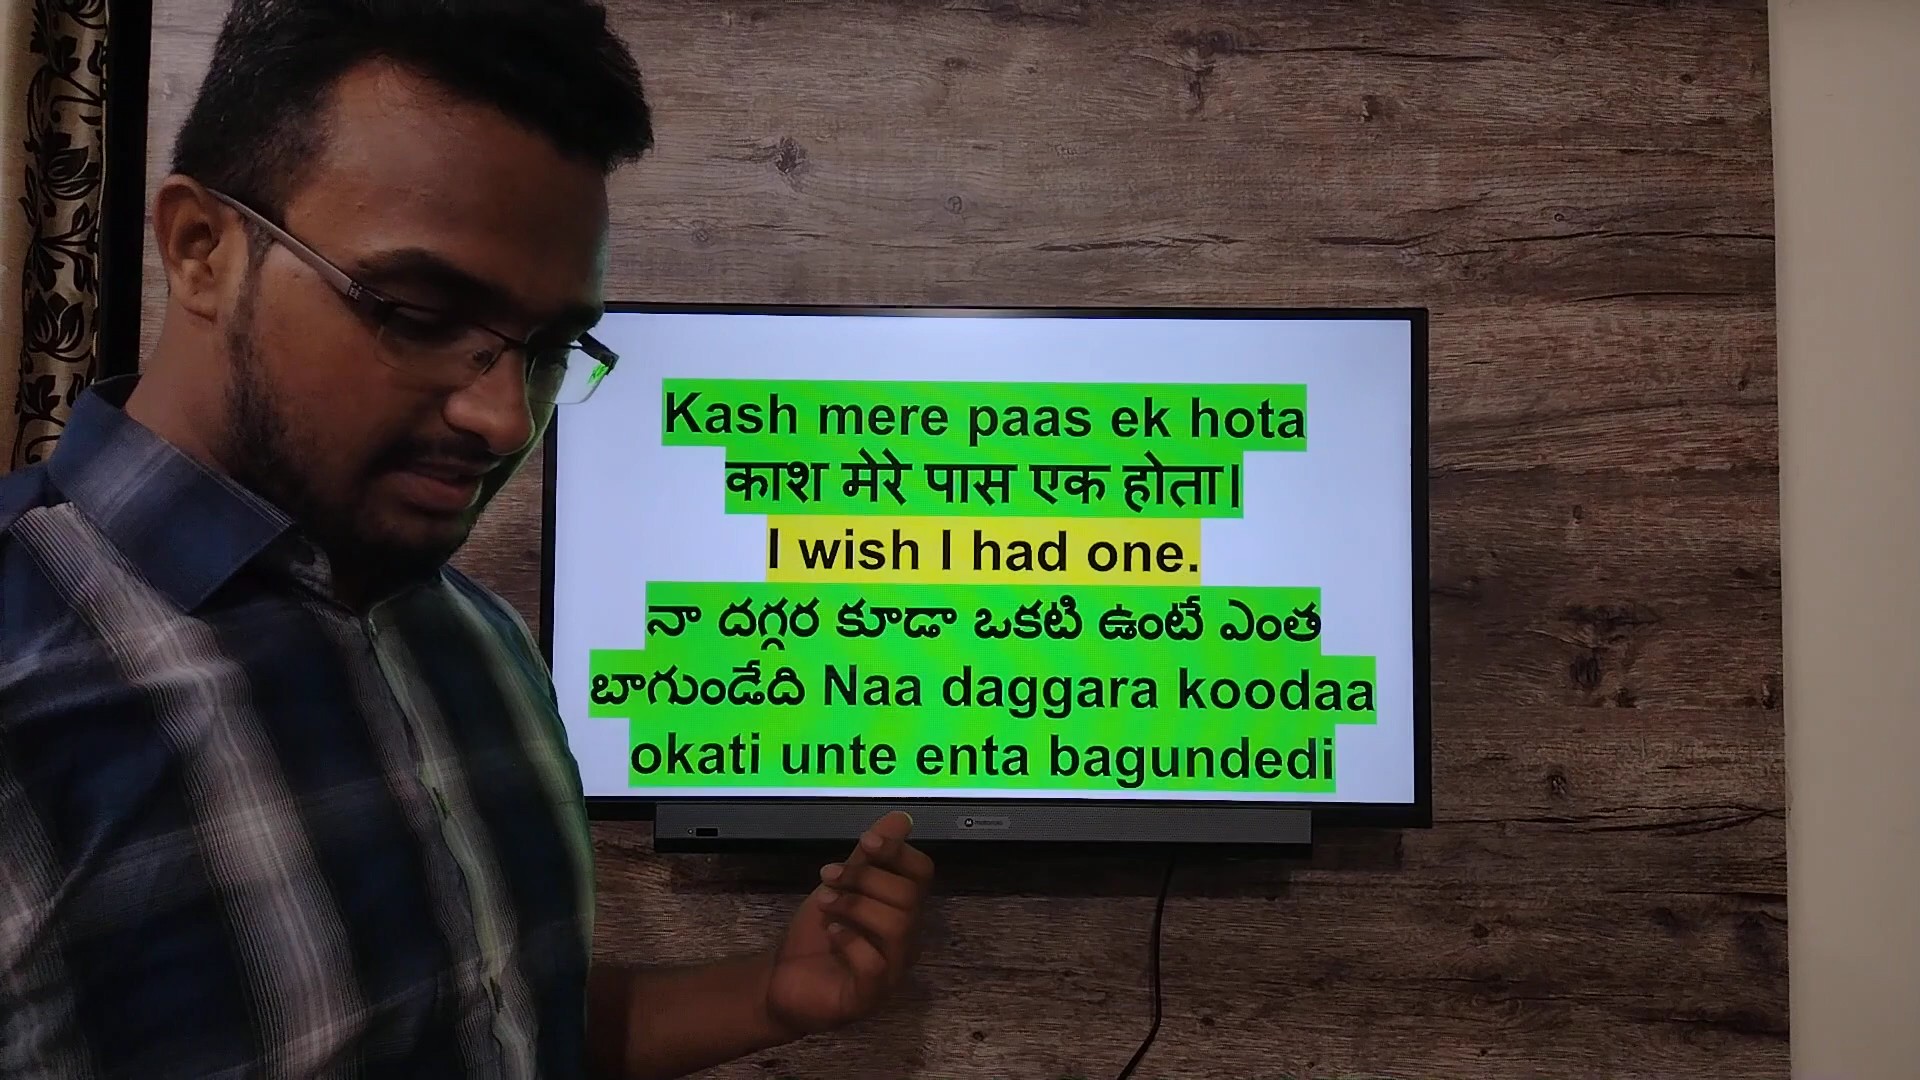 Kash mere paas ek hota
काश मेरे पास एक होता।
I wish I had one.
నా దగ్గర కూడా ఒకటి ఉంటే ఎంత
బాగుండేది Naa daggara koodaa
okati unte enta bagundedi
motorola